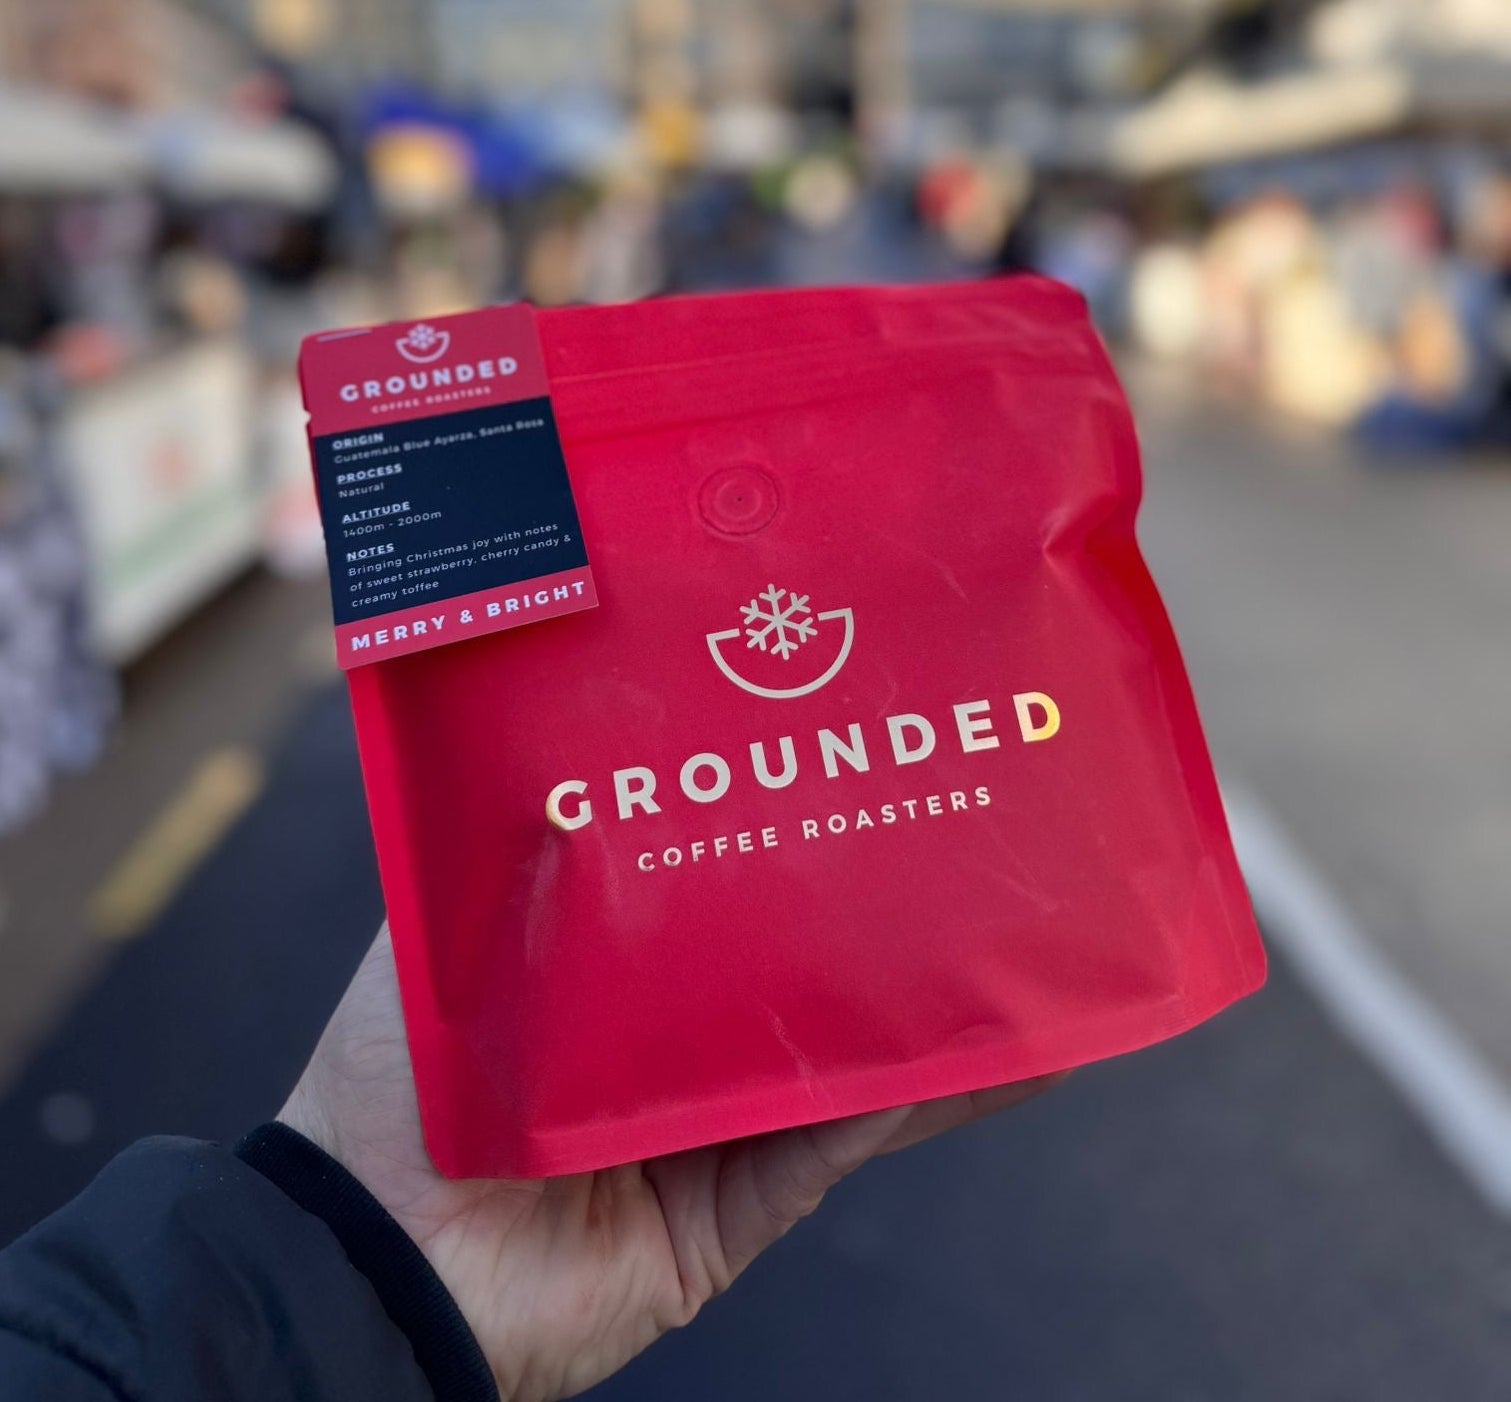 GROUNDED
COFFEE ROASTERS
ORIGIN
Guatemala Blue Ayarza, Santa Rosa
PROCESS
Natural
ALTITUDE
1400m - 2000m
NOTES
Bringing Christmas joy with notes
of sweet strawberry, cherry candy &
creamy toffee
MERRY & BRIGHT
GROUNDED
COFFEE ROASTERS